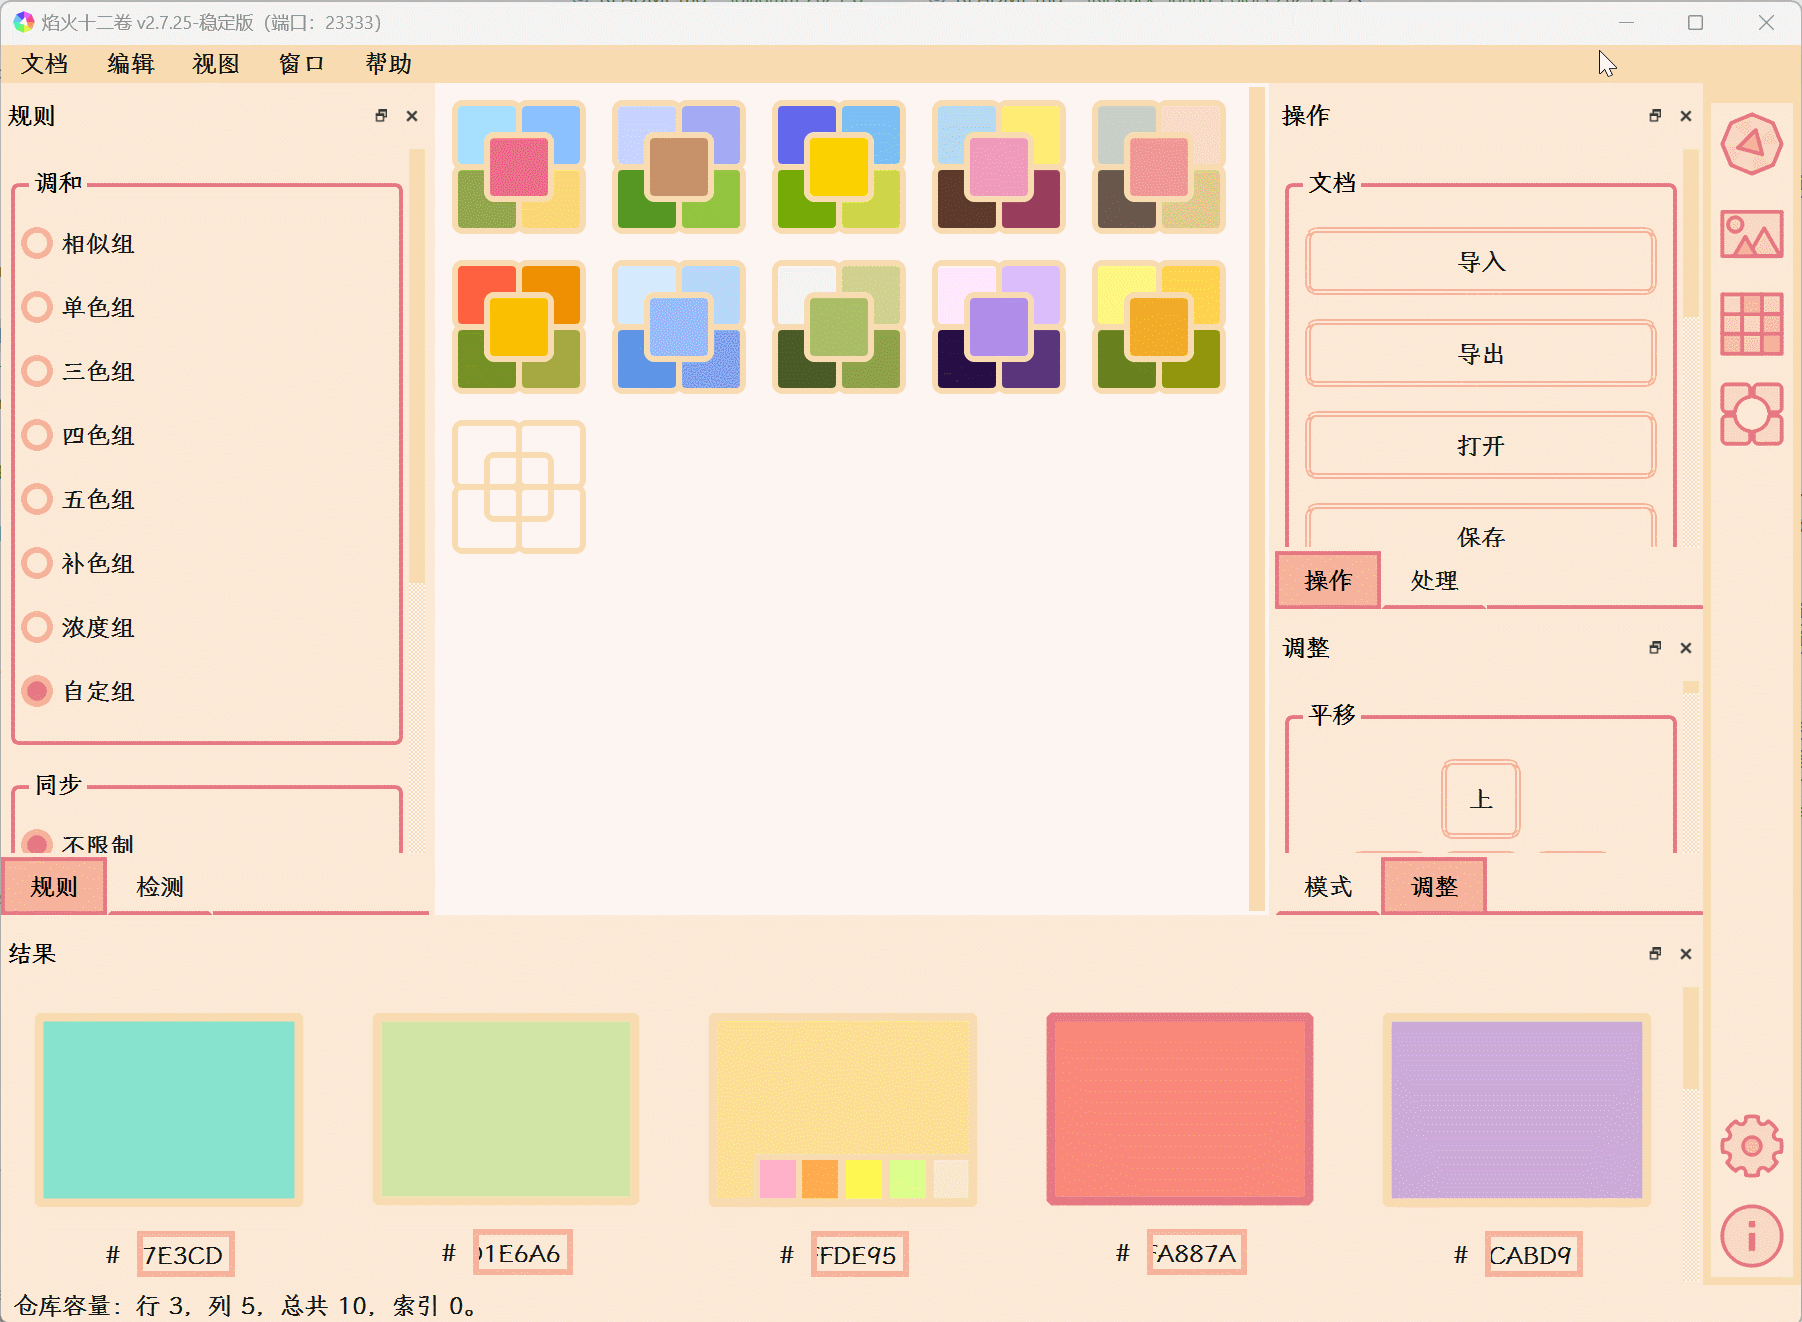 焰火十二卷 v2.7.25-稳定版（端口：23333）
文档 编辑 视图 窗口 帮助
规则
调和
相似组
单色组
三色组
四色组
五色组
补色组
浓度组
自定组
同步
不限制
规则 检测
操作
文档
导入
导出
打开
保存
操作 处理
调整
平移
上
模式 调整
结果
# 7E3CD
# 1E6A6
# FDE95
# A887A
# CABD9
仓库容量：行 3，列 5，总共 10，索引 0。